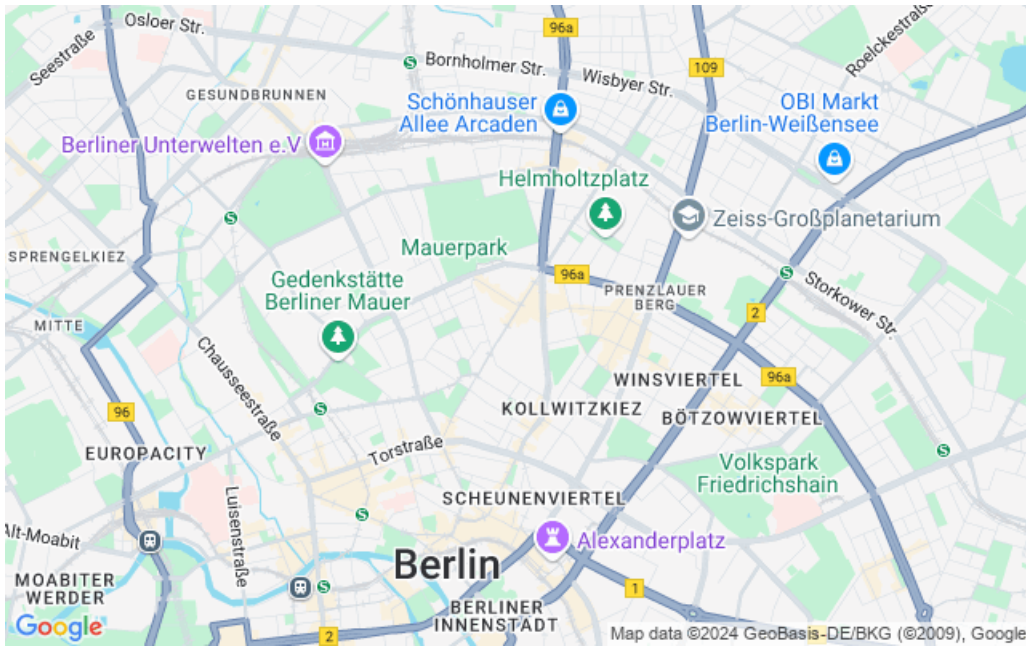 Osloer Str.
96a
Seestraße
Bornholmer Str.
Wisbyer Str.
109
Roelckestraße
GESUNDBRUNNEN
Schönhauser
Allee Arcaden
OBI Markt
Berlin-Weißensee
Berliner Unterwelten e.V
Helmholtzplatz
Zeiss-Großplanetarium
Mauerpark
SPRENGELKIEZ
Gedenkstätte
Berliner Mauer
96a
PRENZLAUER
BERG
Storkower Str.
MITTE
2
Chausseestraße
WINSVIERTEL
96a
96
KOLLWITZKIEZ
BÖTZOWVIERTEL
EUROPACITY
Torstraße
Volkspark
Friedrichshain
SCHEUNENVIERTEL
Luisenstraße
Alt-Moabit
Alexanderplatz
Berlin
MOABITER
WERDER
1
BERLINER
INNENSTADT
Google
2
Map data ©2024 GeoBasis-DE/BKG (©2009), Google